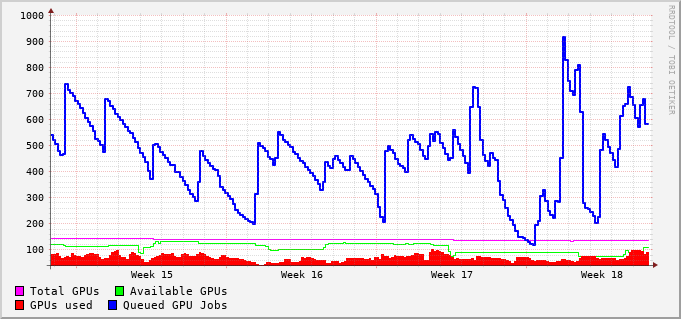 1000
900
800
700
600
500
400
300
200
100
Week 15 Week 16 Week 17 Week 18
Total GPUs Available GPUs
GPUs used Queued GPU Jobs
RRDTOOL / TOBI OETIKER